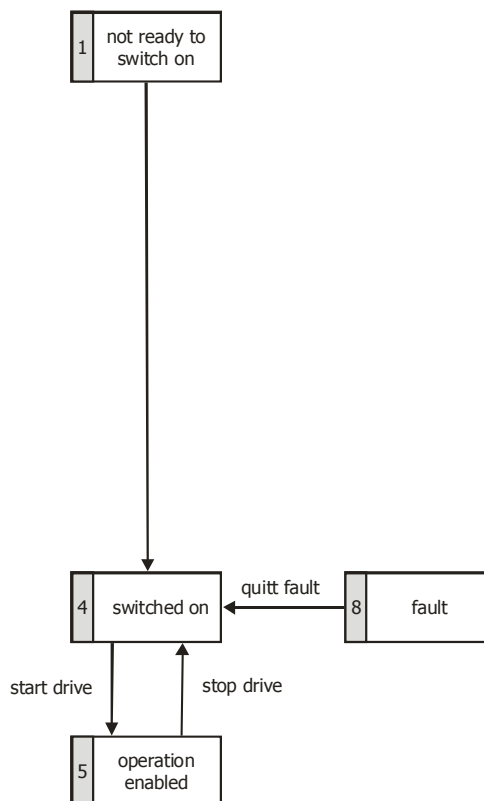 1
not ready to
switch on
quitt fault
4
switched on
8
fault
start drive
stop drive
5
operation
enabled